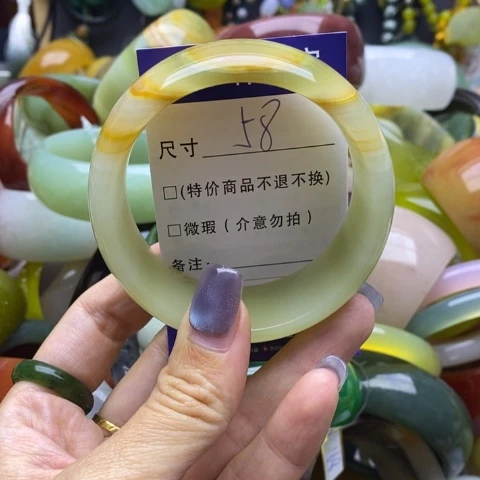 尺寸 58
□(特价商品不退不换)
□微瑕(介意勿拍)
备注: